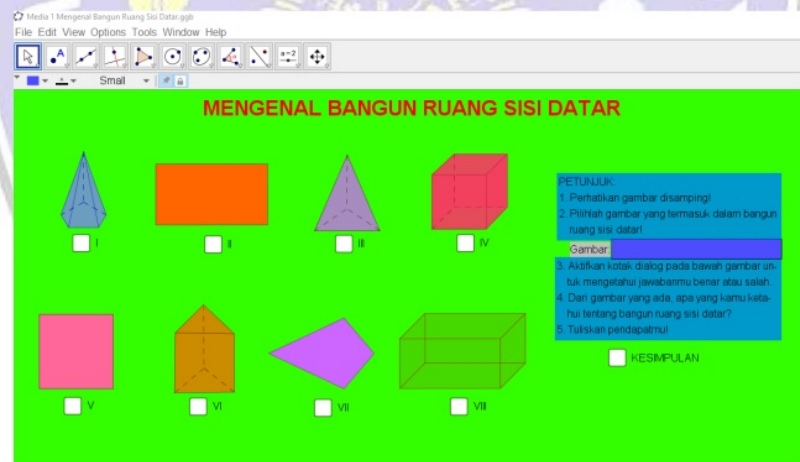 Media 1 Mengenal Bangun Ruang Sisi Datar.ggb
File Edit View Options Tools Window Help
A
a=2
Small
MENGENAL BANGUN RUANG SISI DATAR
I
II
III
IV
PETUNJUK:
1. Perhatikan gambar disamping!
2. Pilihlah gambar yang termasuk dalam bangun
ruang sisi datar!
Gambar
3. Aktifkan kotak dialog pada bawah gambar un-
tuk mengetahui jawabanmu benar atau salah.
4. Dari gambar yang ada, apa yang kamu keta-
hui tentang bangun ruang sisi datar?
5. Tuliskan pendapatmu!
KESIMPULAN
V
VI
VII
VIII